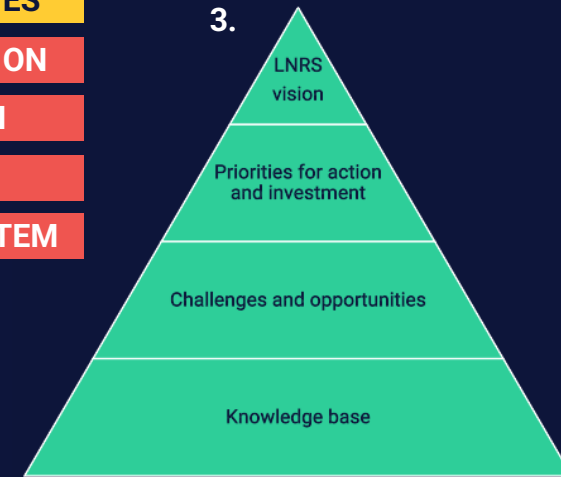 ES
ON
TEM
3.
LNRS
vision
Priorities for action
and investment
Challenges and opportunities
Knowledge base